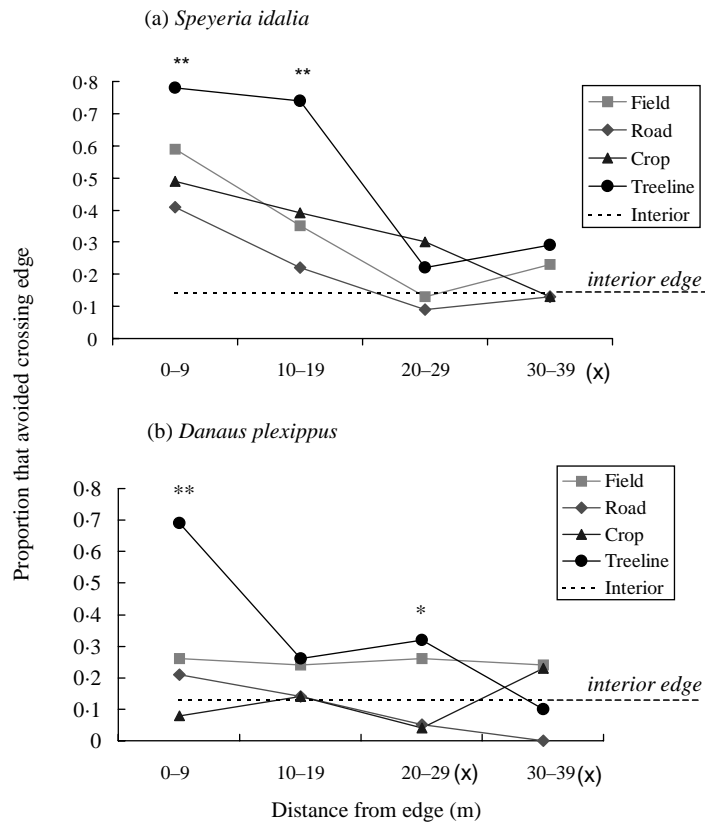 (a) Speyeria idalia
** **
0·8
0·7
0·6
0·5
0·4
0·3
0·2
0·1
0
Field
Road
Crop
Treeline
Interior
interior edge
0–9 10–19 20–29 30–39 (x)
Proportion that avoided crossing edge
(b) Danaus plexippus
** *
0·8
0·7
0·6
0·5
0·4
0·3
0·2
0·1
0
Field
Road
Crop
Treeline
Interior
interior edge
0–9 10–19 20–29 (x) 30–39 (x)
Distance from edge (m)